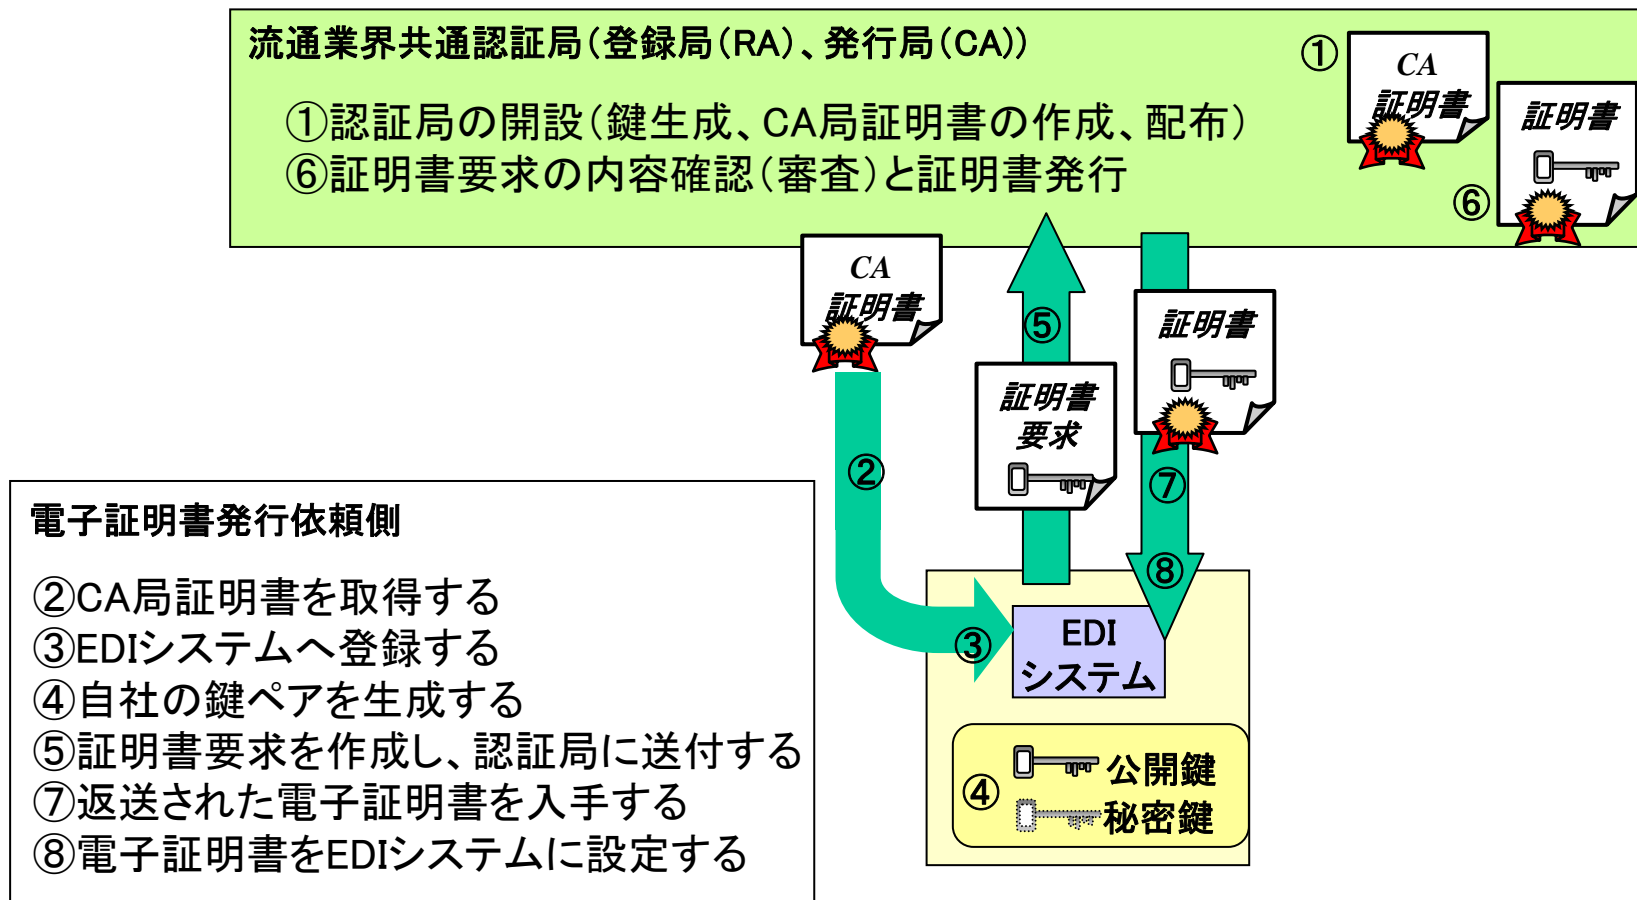 流通業界共通認証局(登録局(RA)、発行局(CA))
①認証局の開設(鍵生成、CA局証明書の作成、配布)
⑥証明書要求の内容確認(審査)と証明書発行
①
CA
証明書
証明書
⑥
CA
証明書
⑤
証明書
証明書
要求
②
⑦
⑧
③
EDI
システム
④
公開鍵
秘密鍵
電子証明書発行依頼側
②CA局証明書を取得する
③EDIシステムへ登録する
④自社の鍵ペアを生成する
⑤証明書要求を作成し、認証局に送付する
⑦返送された電子証明書を入手する
⑧電子証明書をEDIシステムに設定する